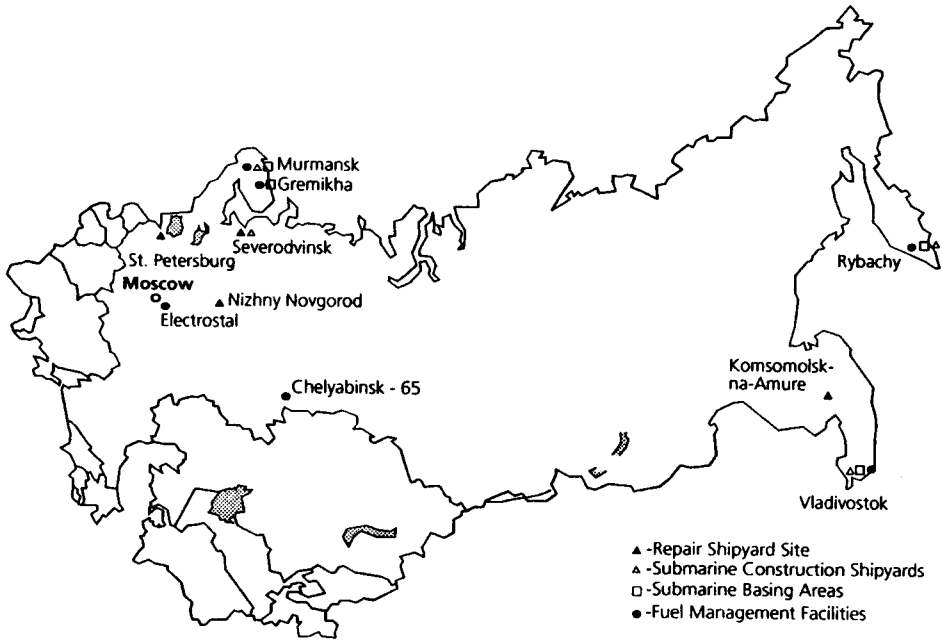 Murmansk
Gremikha
Severodvinsk
St. Petersburg
Moscow
Electrostal
Nizhny Novgorod
Rybachy
Chelyabinsk - 65
Komsomolsk-
na-Amure
Vladivostok
-Repair Shipyard Site
-Submarine Construction Shipyards
-Submarine Basing Areas
-Fuel Management Facilities